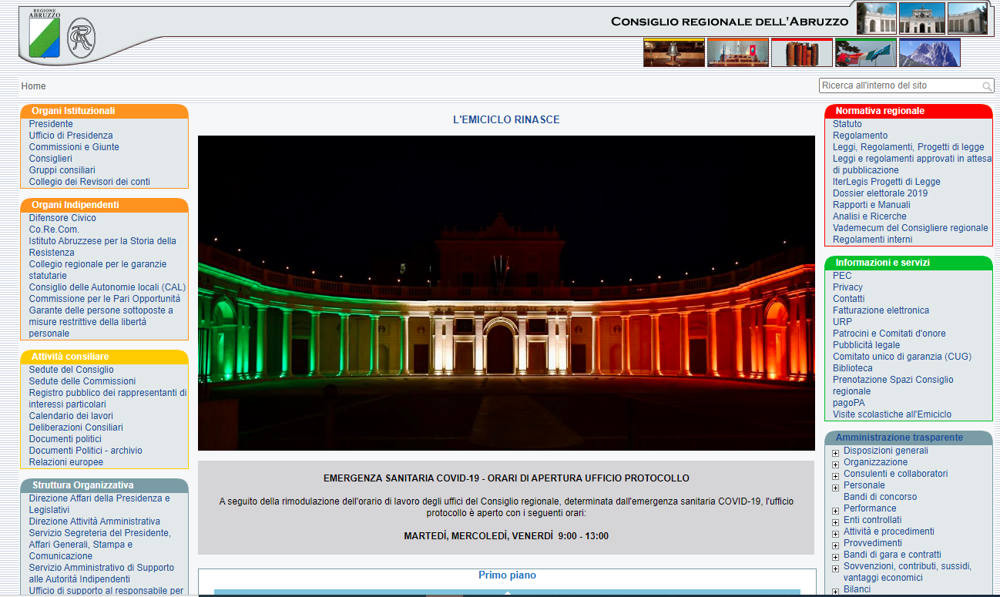 REGIONE
ABRUZZO
CONSIGLIO REGIONALE DELL'ABRUZZO
Home
Ricerca all'interno del sito
Organi Istituzionali
Presidente
Ufficio di Presidenza
Commissioni e Giunte
Consiglieri
Gruppi consiliari
Collegio dei Revisori dei conti
Organi Indipendenti
Difensore Civico
Co.Re.Com.
Istituto Abruzzese per la Storia della
Resistenza
Collegio regionale per le garanzie
statutarie
Consiglio delle Autonomie locali (CAL)
Commissione per le Pari Opportunità
Garante delle persone sottoposte a
misure restrittive della libertà
personale
Attività consiliare
Sedute del Consiglio
Sedute delle Commissioni
Registro pubblico dei rappresentanti di
interessi particolari
Calendario dei lavori
Deliberazioni Consiliari
Documenti politici
Documenti Politici - archivio
Relazioni europee
Struttura Organizzativa
Direzione Affari della Presidenza e
Legislativi
Direzione Attività Amministrativa
Servizio Segreteria del Presidente,
Affari Generali, Stampa e
Comunicazione
Servizio Amministrativo di Supporto
alle Autorità Indipendenti
Ufficio di supporto al responsabile per
L'EMICICLO RINASCE
CONSIGLIO REGIONALE
EMERGENZA SANITARIA COVID-19 - ORARI DI APERTURA UFFICIO PROTOCOLLO
A seguito della rimodulazione dell'orario di lavoro degli uffici del Consiglio regionale, determinata dall'emergenza sanitaria COVID-19, l'ufficio
protocollo è aperto con i seguenti orari:
MARTEDÌ, MERCOLEDÌ, VENERDÌ 9:00 - 13:00
Primo piano
Normativa regionale
Statuto
Regolamento
Leggi, Regolamenti, Progetti di legge
Leggi e regolamenti approvati in attesa
di pubblicazione
IterLegis Progetti di Legge
Dossier elettorale 2019
Rapporti e Manuali
Analisi e Ricerche
Vademecum del Consigliere regionale
Regolamenti interni
Informazioni e servizi
PEC
Privacy
Contatti
Fatturazione elettronica
URP
Patrocini e Comitati d'onore
Pubblicità legale
Comitato unico di garanzia (CUG)
Biblioteca
Prenotazione Spazi Consiglio
regionale
pagoPA
Visite scolastiche all'Emiciclo
Amministrazione trasparente
Disposizioni generali
Organizzazione
Consulenti e collaboratori
Personale
Bandi di concorso
Performance
Enti controllati
Attività e procedimenti
Provvedimenti
Bandi di gara e contratti
Sovvenzioni, contributi, sussidi,
vantaggi economici
Bilanci